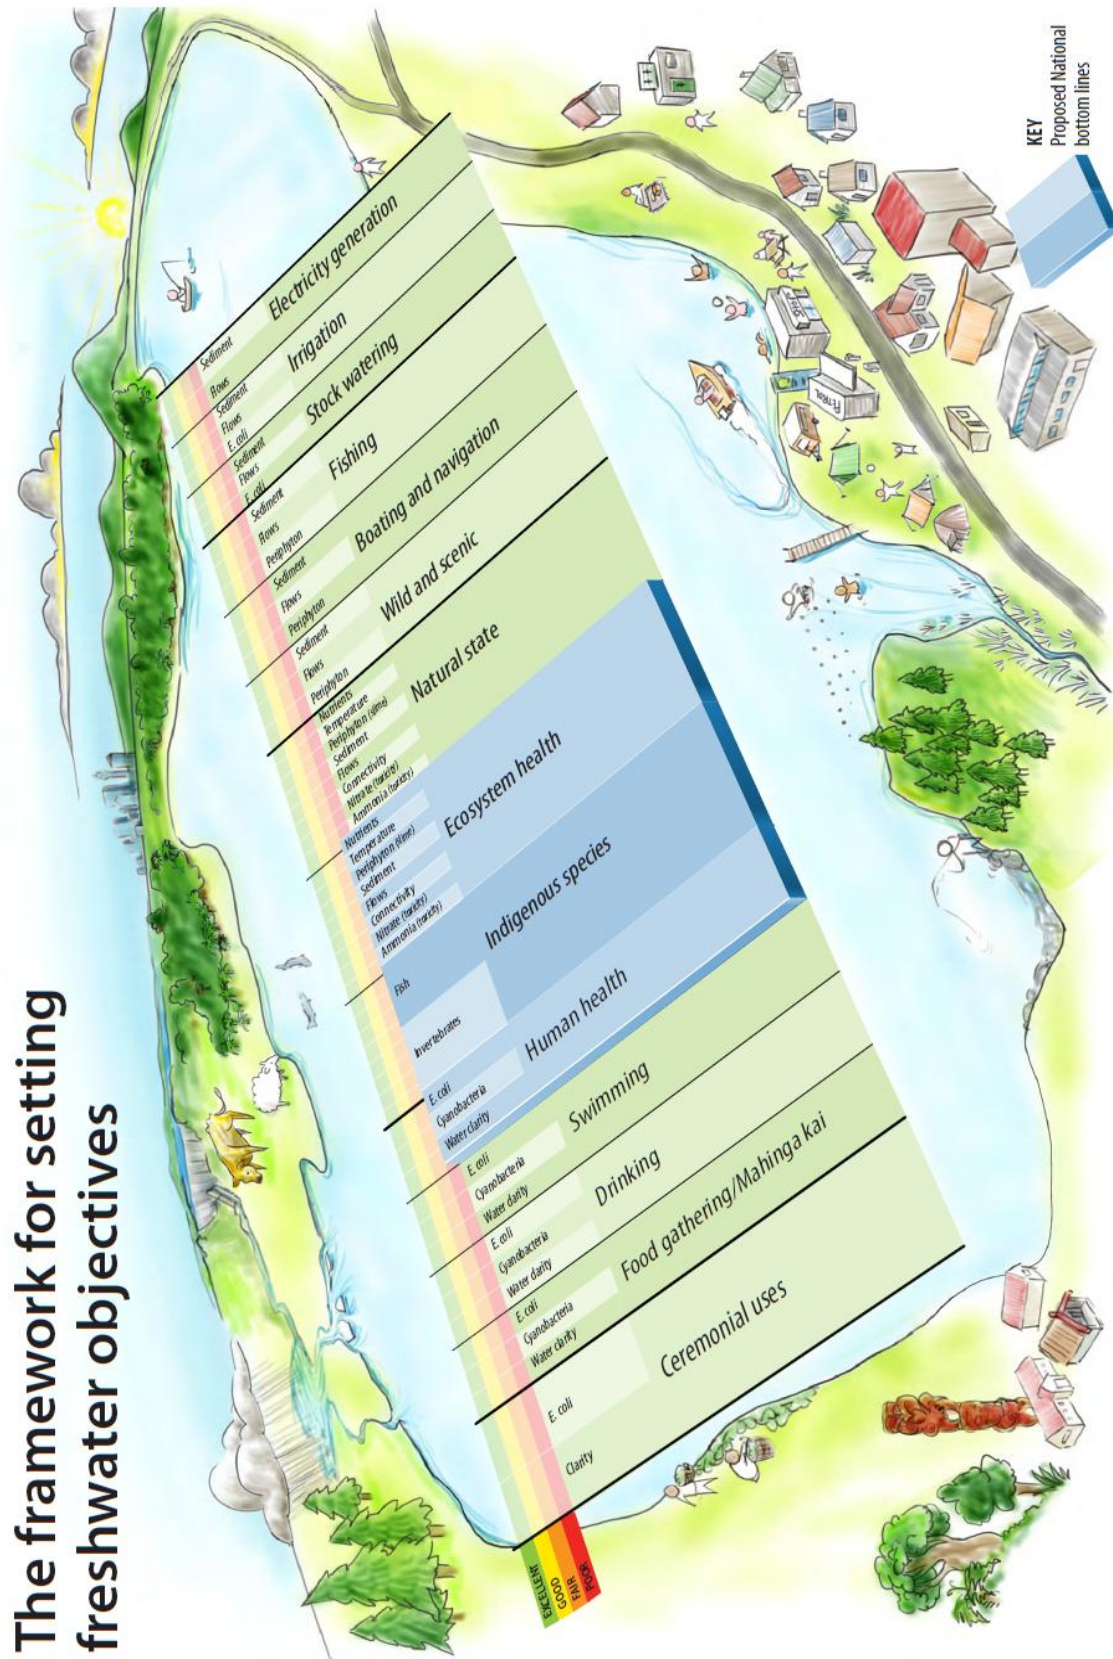 The framework for setting
freshwater objectives
EXCELLENT
GOOD
FAIR
POOR
Clarity
E. coli
Ceremonial uses
Water clarity
Cyanobacteria
E. coli
Food gathering/Mahinga kai
Water clarity
Cyanobacteria
E. coli
Drinking
Water clarity
Cyanobacteria
E. coli
Swimming
Water clarity
Cyanobacteria
E. coli
Human health
Invertebrates
Fish
Indigenous species
Ammonia (toxicity)
Nitrate (toxicity)
Connectivity
Flows
Sediment
Periphyton (slime)
Temperature
Nutrients
Ecosystem health
Ammonia (toxicity)
Nitrate (toxicity)
Connectivity
Flows
Sediment
Periphyton (slime)
Temperature
Nutrients
Natural state
Periphyton
Flows
Sediment
Wild and scenic
Periphyton
Flows
Sediment
Boating and navigation
Periphyton
Flows
Sediment
Fishing
E. coli
Flows
Sediment
Stock watering
E. coli
Flows
Sediment
Irrigation
Flows
Sediment
Electricity generation
PETROL
KEY
Proposed National
bottom lines